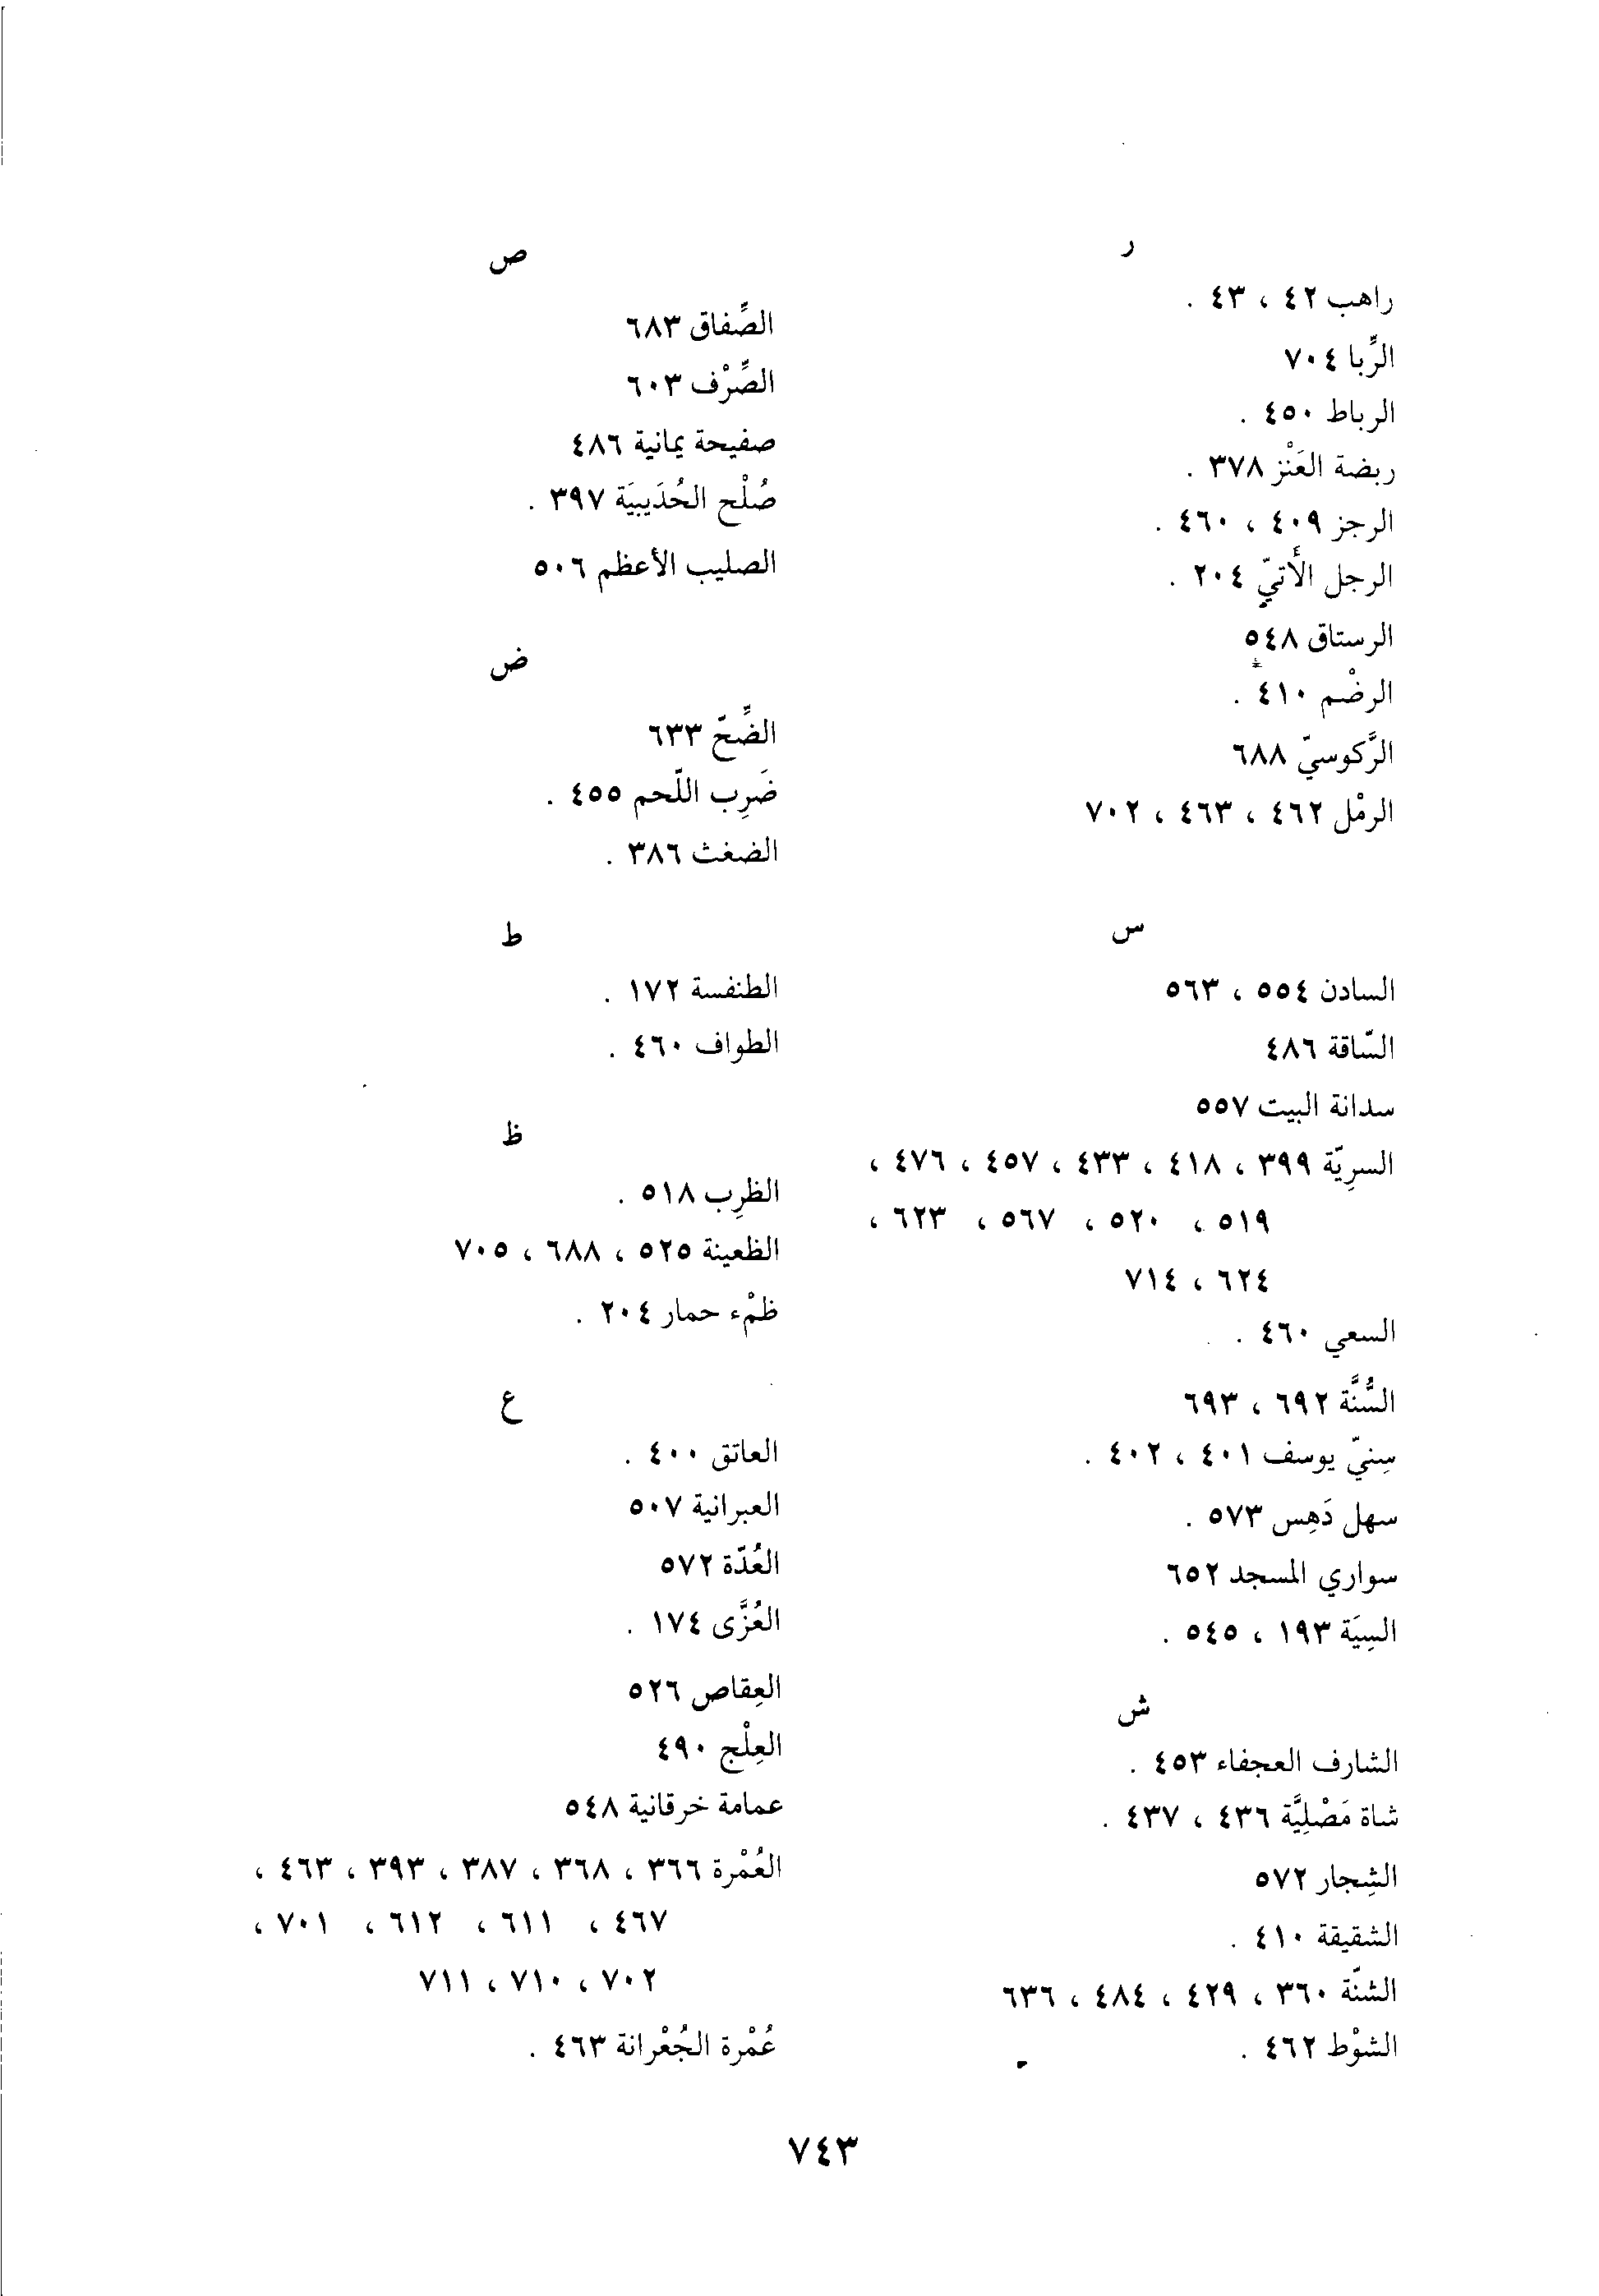 ر
راهب ٤٢ ، ٤٣ .
الرِّبا ٧٠٤
الرباط ٤٥٠ .
ربضة العَنْز ٣٧٨ .
الرجز ٤٠٩ ، ٤٦٠ .
الرجل الأَتيّ ٢٠٤ .
الرستاق ٥٤٨
الرضْم ٤١٠ .
الرَّكوسيّ ٦٨٨
الرمْل ٤٦٢ ، ٤٦٣ ، ٧٠٢
س
السادن ٥٥٤ ، ٥٦٣
السّاقة ٤٨٦
سدانة البيت ٥٥٧
السرِيّة ٣٩٩ ، ٤١٨ ، ٤٣٣ ، ٤٥٧ ، ٤٧٦ ،
٥١٩ ، ٥٢٠ ، ٥٦٧ ، ٦٢٣ ،
٦٢٤ ، ٧١٤
السعي ٤٦٠ .
السُّنَّة ٦٩٢ ، ٦٩٣
سِنيّ يوسف ٤٠١ ، ٤٠٢ .
سهل دَهِس ٥٧٣ .
سواري المسجد ٦٥٢
السِيَة ١٩٣ ، ٥٤٥ .
ش
الشارف العجفاء ٤٥٣ .
شاة مَصْلِيَّة ٤٣٦ ، ٤٣٧ .
الشِجار ٥٧٢
الشقيقة ٤١٠ .
الشنّة ٣٦٠ ، ٤٢٩ ، ٤٨٤ ، ٦٣٦
الشوْط ٤٦٢ .
ص
الصِّفاق ٦٨٣
الصِّرْف ٦٠٣
صفيحة يمانية ٤٨٦
صُلْح الحُدَيبيَة ٣٩٧ .
الصليب الأعظم ٥٠٦
ض
الضِّحّ ٦٣٣
ضَرِب اللّحم ٤٥٥ .
الضغث ٣٨٦ .
ط
الطنفسة ١٧٢ .
الطواف ٤٦٠ .
ظ
الظرِب ٥١٨ .
الظعينة ٥٢٥ ، ٦٨٨ ، ٧٠٥
ظمْء حمار ٢٠٤ .
ع
العاتق ٤٠٠ .
العبرانية ٥٠٧
العُدّة ٥٧٢
العُزَّى ١٧٤ .
العِقاص ٥٢٦
العِلْج ٤٩٠
عمامة خرقانية ٥٤٨
العُمْرة ٣٦٦ ، ٣٦٨ ، ٣٨٧ ، ٣٩٣ ، ٤٦٣ ،
٤٦٧ ، ٦١١ ، ٦١٢ ، ٧٠١ ،
٧٠٢ ، ٧١٠ ، ٧١١
عُمْرة الجُعْرانة ٤٦٣ .
٧٤٣